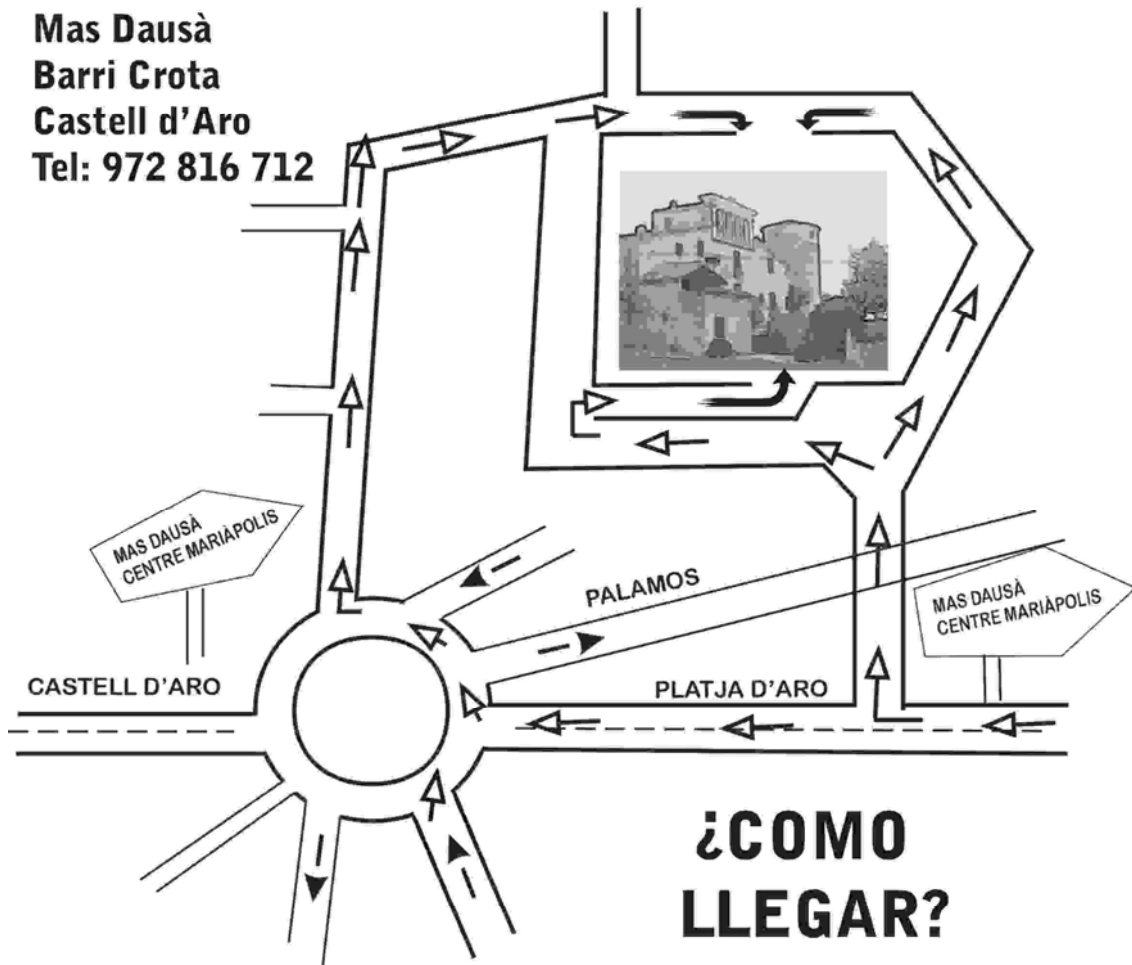 Mas Dausà
Barri Crota
Castell d'Aro
Tel: 972 816 712
MAS DAUSÀ
CENTRE MARIÀPOLIS
PALAMOS
MAS DAUSÀ
CENTRE MARIÀPOLIS
CASTELL D'ARO
PLATJA D'ARO
¿COMO
LLEGAR?